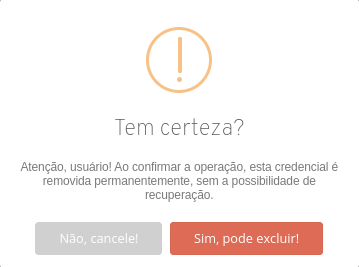 Tem certeza?
Atenção, usuário! Ao confirmar a operação, esta credencial é
removida permanentemente, sem a possibilidade de
recuperação.
Não, cancele!
Sim, pode excluir!